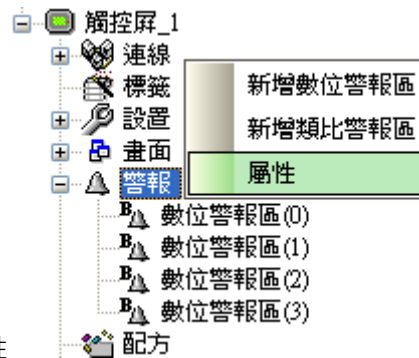 觸控屏_1
連線
標籤
設置
畫面
警報
新增數位警報區
新增類比警報區
屬性
B 數位警報區(0)
B 數位警報區(1)
B 數位警報區(2)
B 數位警報區(3)
配方